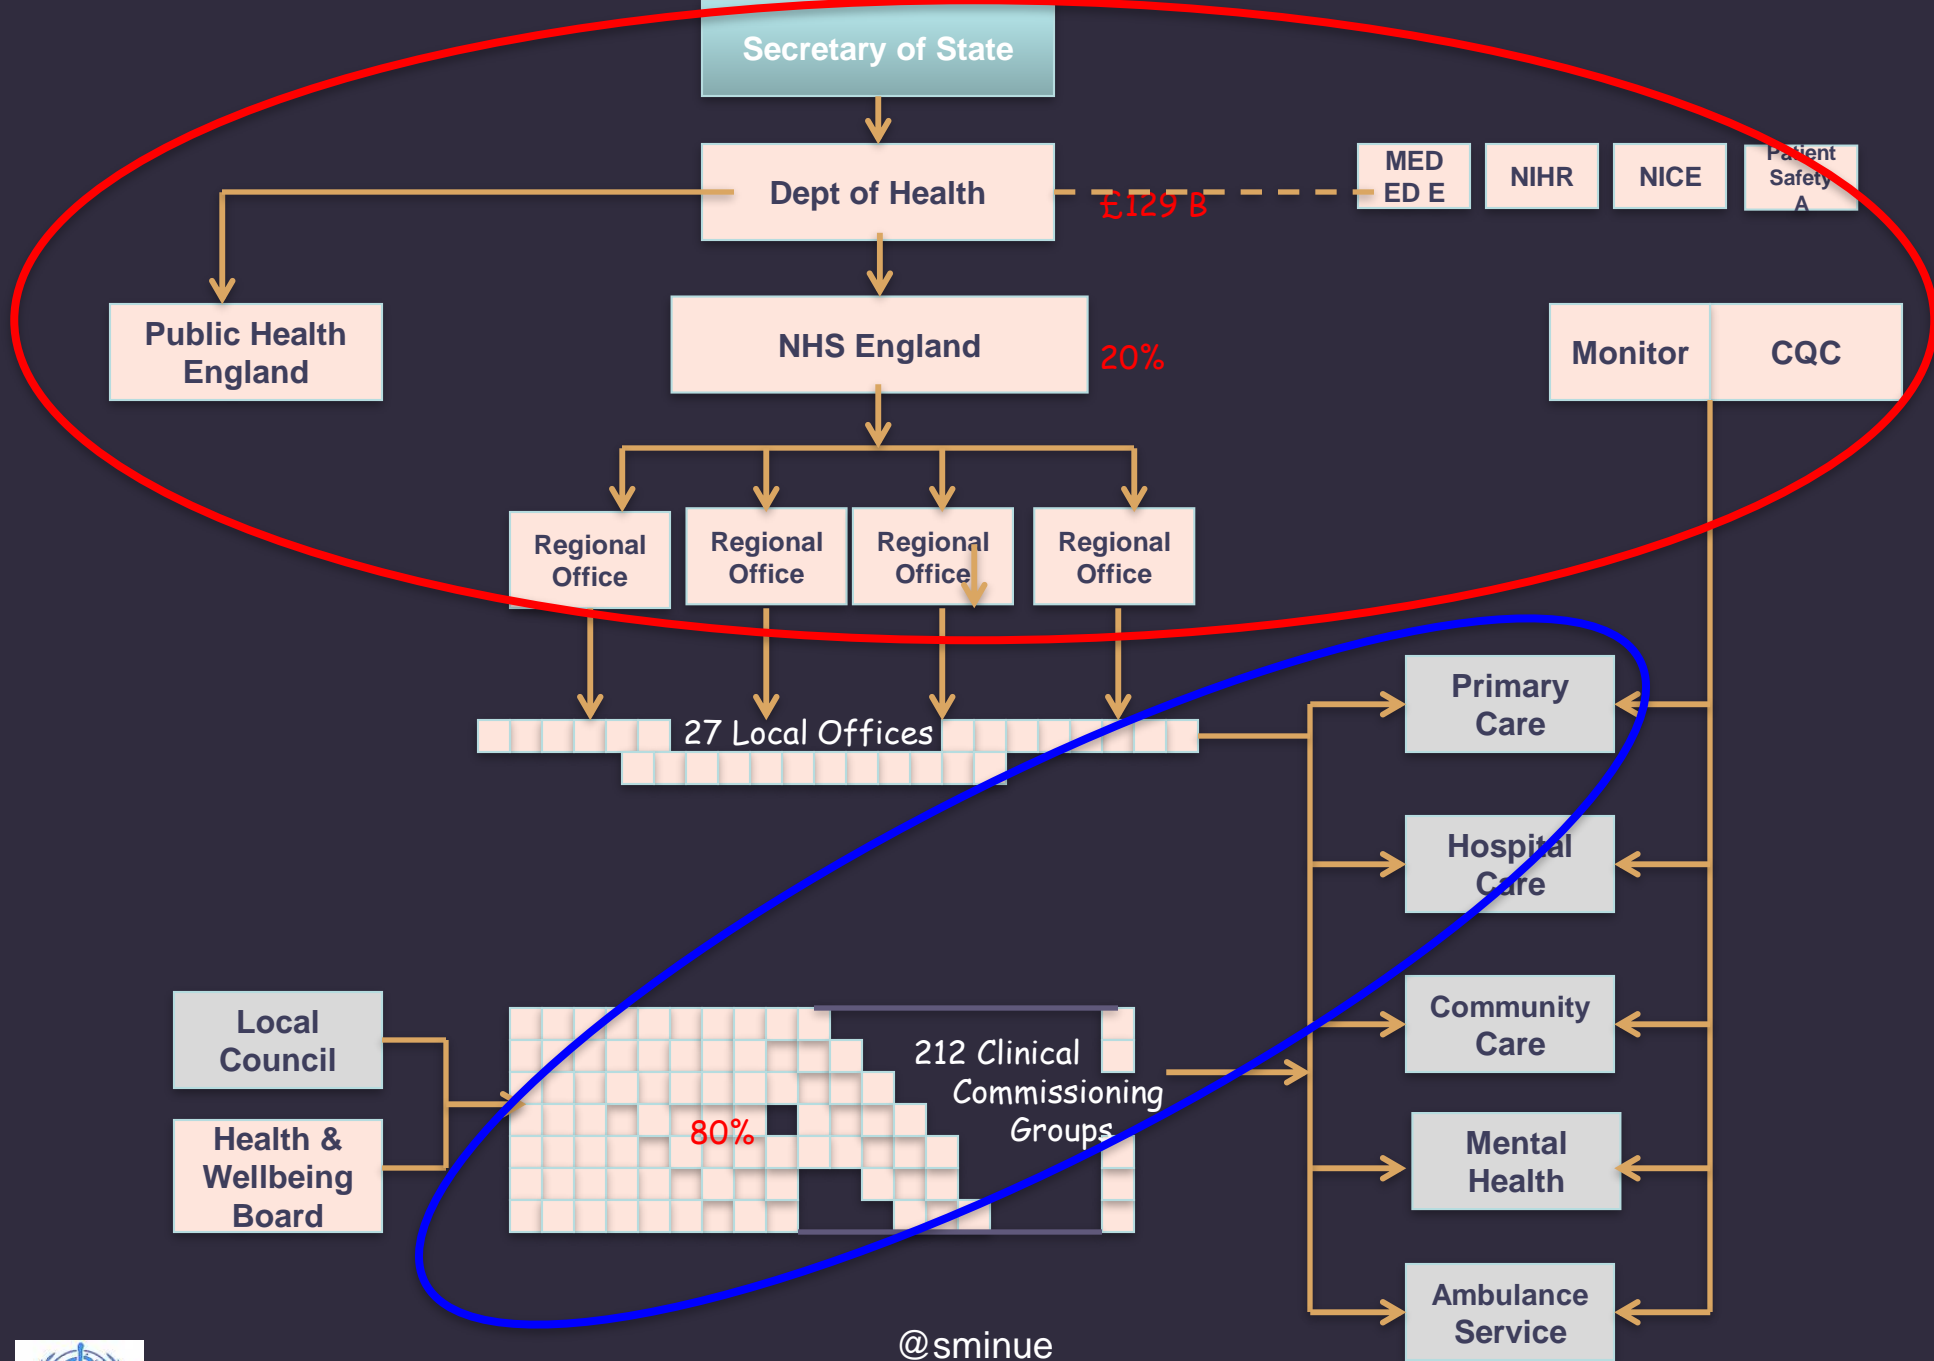 Secretary of State
Dept of Health
£129 B
MED
ED E
NIHR
NICE
Patient
Safety
A
Public Health
England
NHS England
20%
Monitor
CQC
Regional
Office
Regional
Office
Regional
Office
Regional
Office
27 Local Offices
Primary
Care
Hospital
Care
Local
Council
212 Clinical
Commissioning
Groups
Community
Care
80%
Health &
Wellbeing
Board
Mental
Health
Ambulance
Service
@sminue